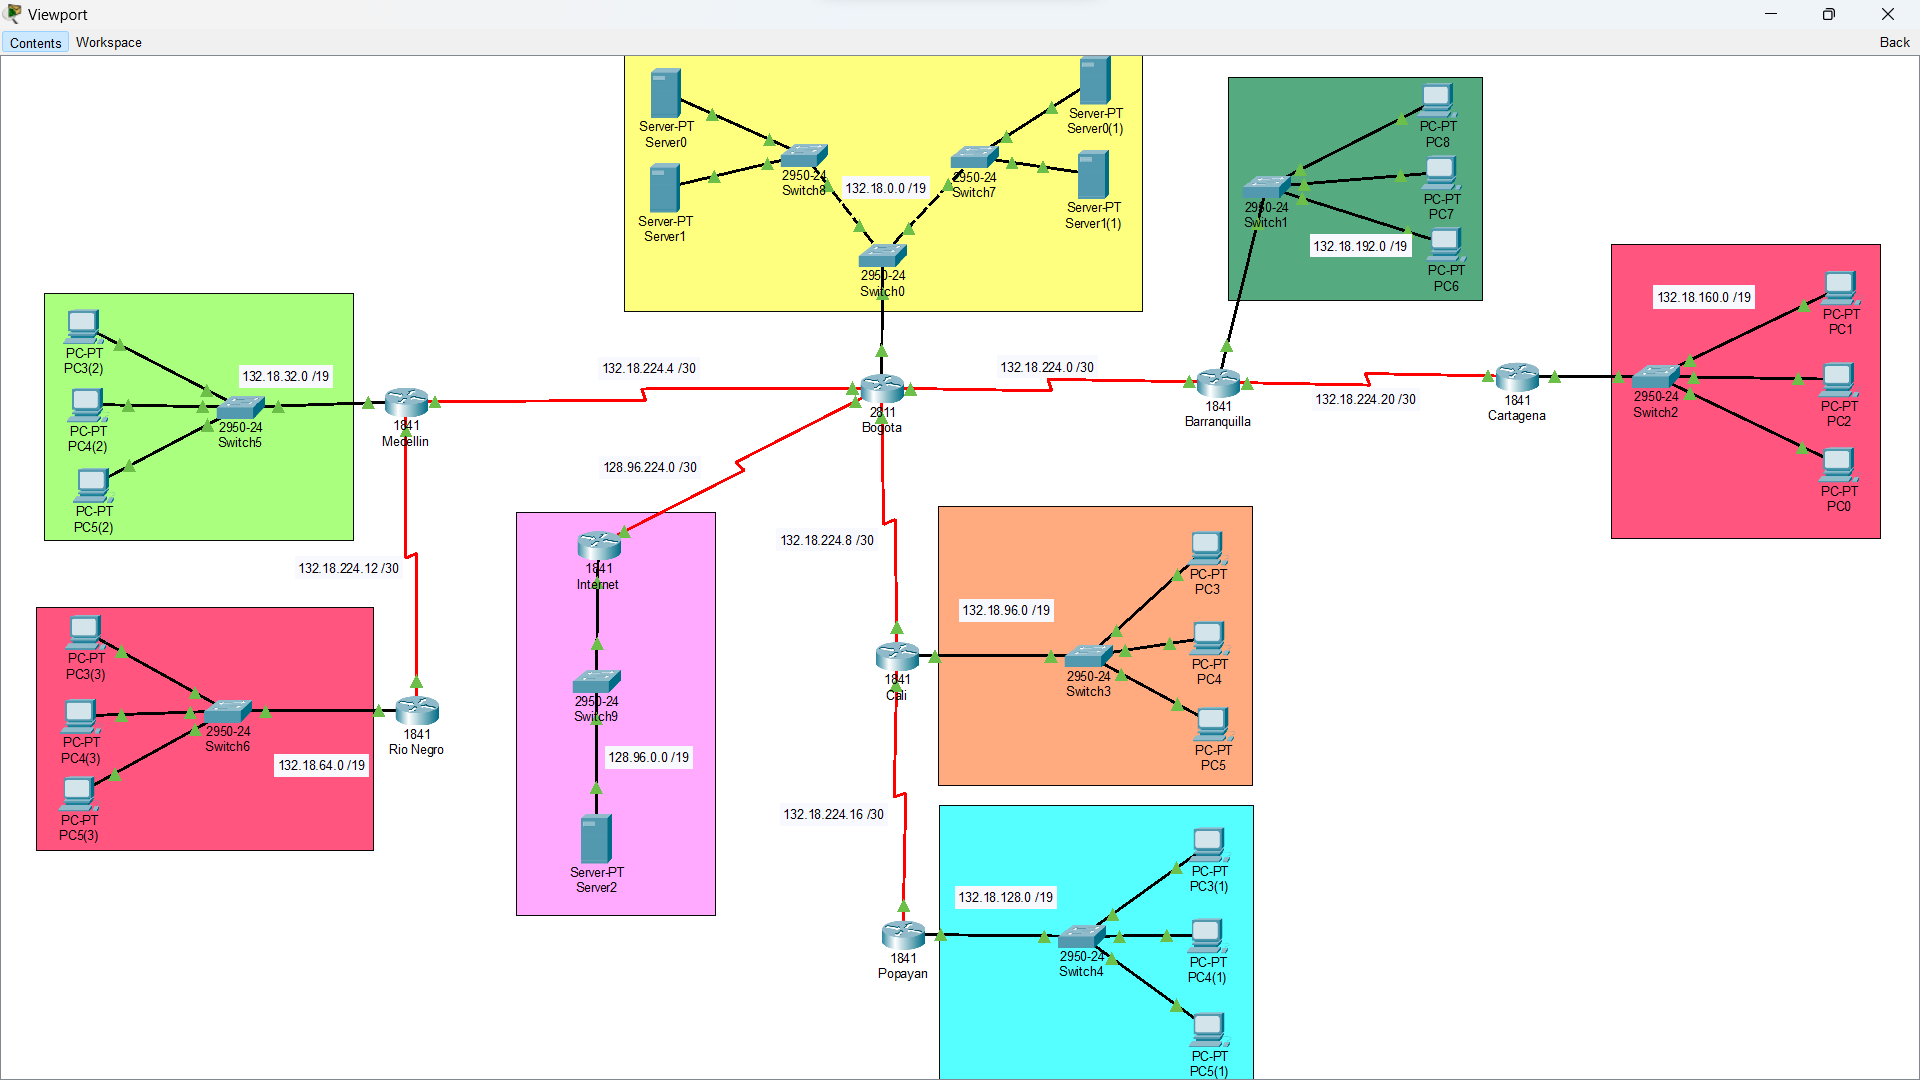 Viewport
Contents Workspace Back
Server-PT
Server0
Server-PT
Server1
2950-24
Switch8
132.18.0.0 /19
2950-24
Switch7
Server-PT
Server0(1)
Server-PT
Server1(1)
2950-24
Switch0
PC-PT
PC8
PC-PT
PC7
PC-PT
PC6
2950-24
Switch1
132.18.192.0 /19
132.18.160.0 /19
PC-PT
PC1
PC-PT
PC2
PC-PT
PC0
2950-24
Switch2
PC-PT
PC3(2)
PC-PT
PC4(2)
PC-PT
PC5(2)
132.18.32.0 /19
2950-24
Switch5
1841
Medellin
132.18.224.4 /30
2811
Bogota
132.18.224.0 /30
1841
Barranquilla
132.18.224.20 /30
1841
Cartagena
128.96.224.0 /30
132.18.224.8 /30
132.18.224.12 /30
1841
Internet
2950-24
Switch9
128.96.0.0 /19
Server-PT
Server2
PC-PT
PC3(3)
PC-PT
PC4(3)
PC-PT
PC5(3)
2950-24
Switch6
132.18.64.0 /19
1841
Rio Negro
1841
Cali
132.18.96.0 /19
2950-24
Switch3
PC-PT
PC3
PC-PT
PC4
PC-PT
PC5
132.18.224.16 /30
1841
Popayan
132.18.128.0 /19
2950-24
Switch4
PC-PT
PC3(1)
PC-PT
PC4(1)
PC-PT
PC5(1)